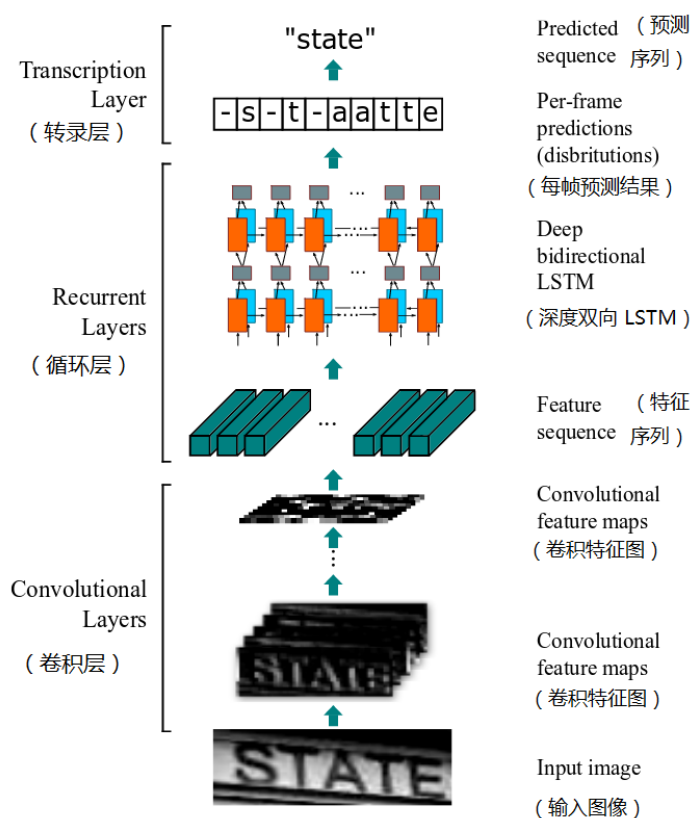 "state"
Predicted（预测
sequence 序列）
Transcription
Layer
（转录层）
-s-t-aatte
Per-frame
predictions
(disbritutions)
（每帧预测结果）
Recurrent
Layers
（循环层）
...
...
...
...
Deep
bidirectional
LSTM
（深度双向 LSTM）
...
Feature （特征
sequence 序列）
Convolutional
Layers
（卷积层）
Convolutional
feature maps
（卷积特征图）
STATE
Convolutional
feature maps
（卷积特征图）
STATE
Input image
（输入图像）